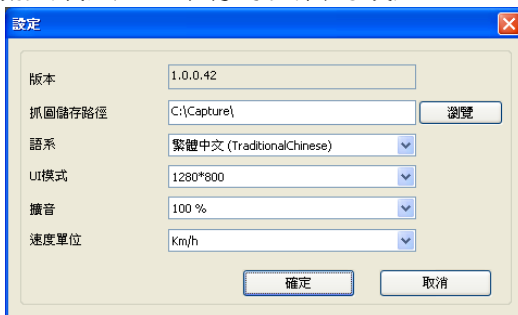 設定
版本 1.0.0.42
抓圖儲存路徑 C:\Capture\ 瀏覽
語系 繁體中文 (TraditionalChinese)
UI模式 1280*800
擴音 100 %
速度單位 Km/h
確定 取消